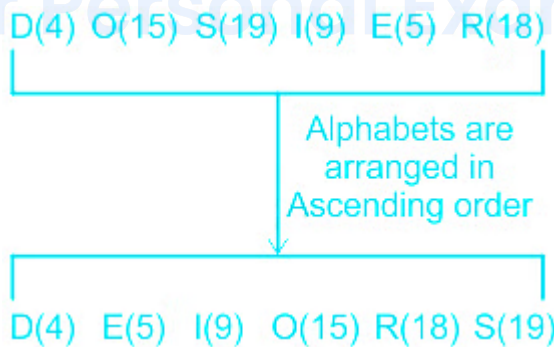 D(4) O(15) S(19) I(9) E(5) R(18)
Alphabets are
arranged in
Ascending order
D(4) E(5) I(9) O(15) R(18) S(19)